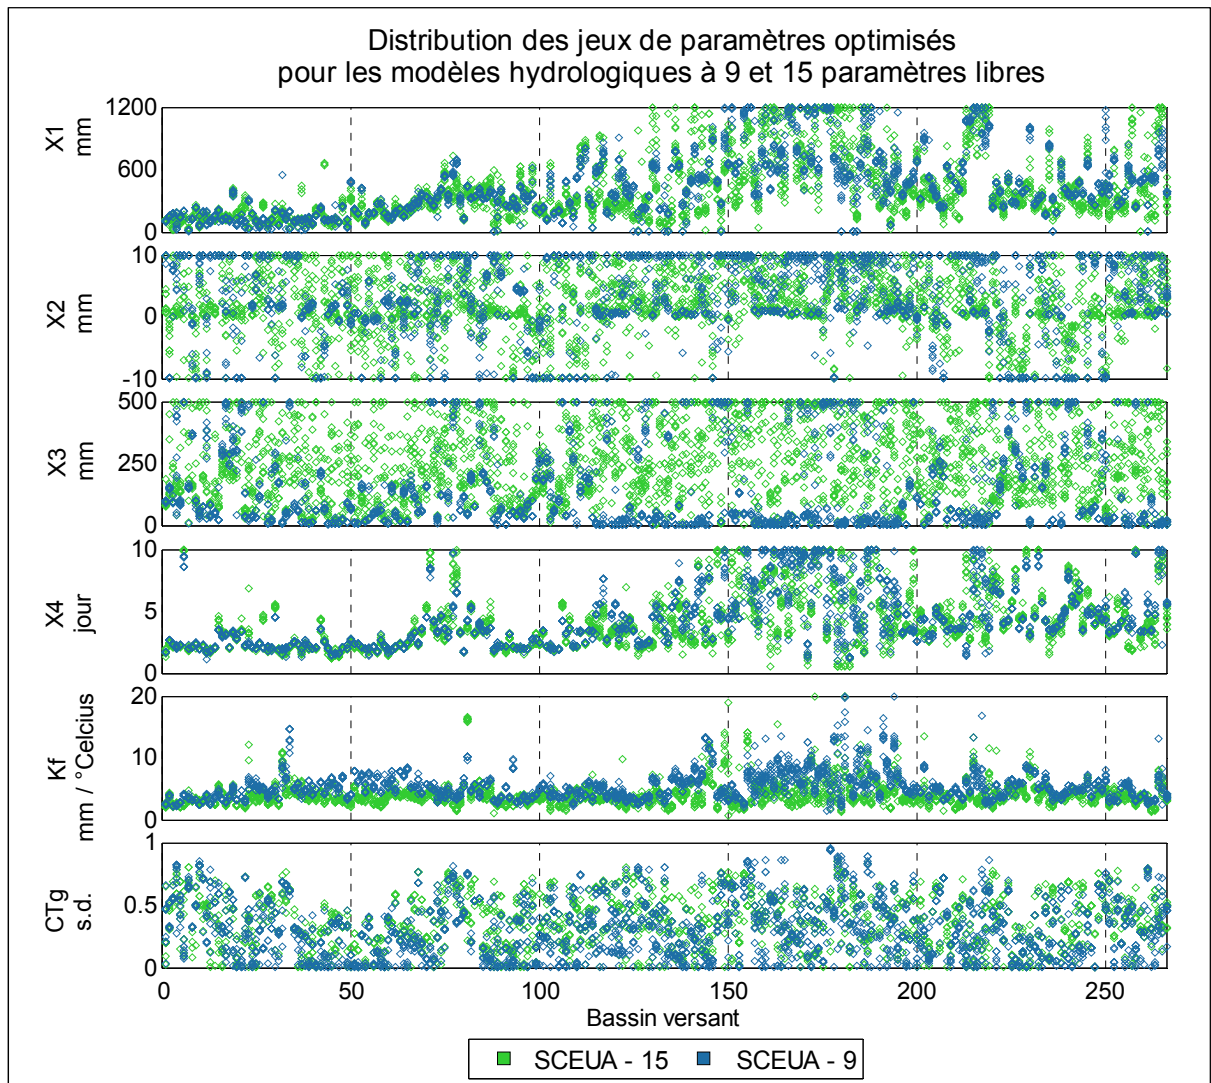 Distribution des jeux de paramètres optimisés
pour les modèles hydrologiques à 9 et 15 paramètres libres
X1
mm
1200
600
0
X2
mm
10
0
-10
X3
mm
500
250
0
X4
jour
10
5
0
Kf
mm / °Celcius
20
10
0
CTg
s.d.
1
0.5
0
0 50 100 150 200 250
Bassin versant
SCEUA - 15 SCEUA - 9